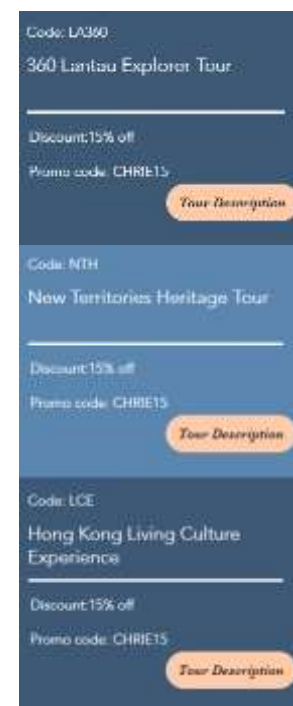 Code: LA360
360 Lantau Explorer Tour
Discount:15% off
Promo code: CHRIE15
Tour Description
Code: NTH
New Territories Heritage Tour
Discount:15% off
Promo code: CHRIE15
Tour Description
Code: LCE
Hong Kong Living Culture
Experience
Discount:15% off
Promo code: CHRIE15
Tour Description